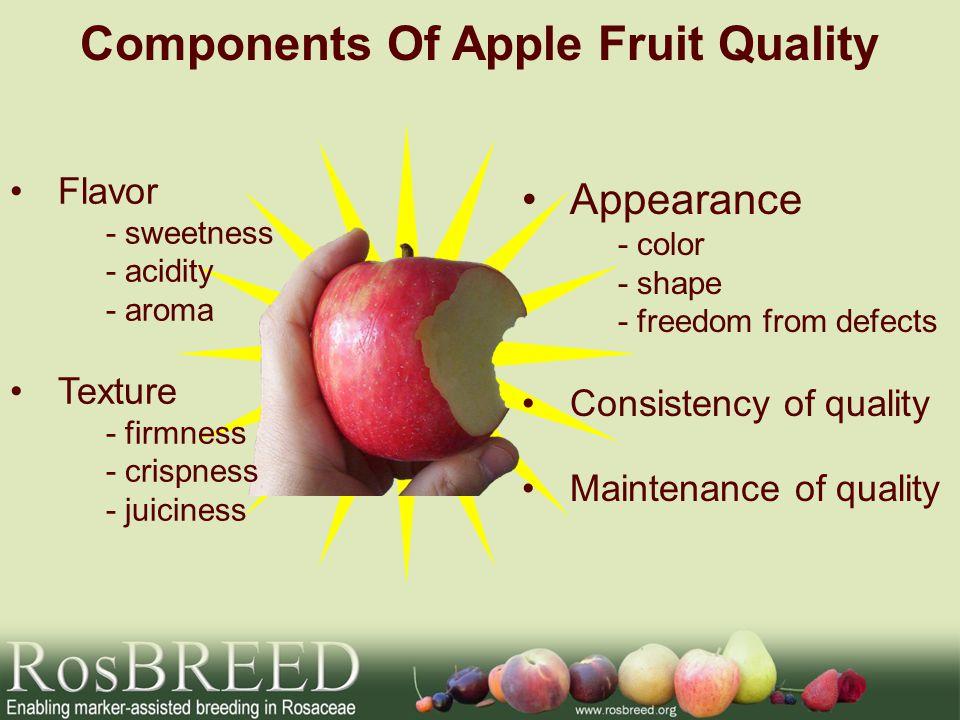 Components Of Apple Fruit Quality
• Flavor
- sweetness
- acidity
- aroma
• Texture
- firmness
- crispness
- juiciness
• Appearance
- color
- shape
- freedom from defects
• Consistency of quality
• Maintenance of quality
RosBREED
Enabling marker-assisted breeding in Rosaceae
www.rosbreed.org